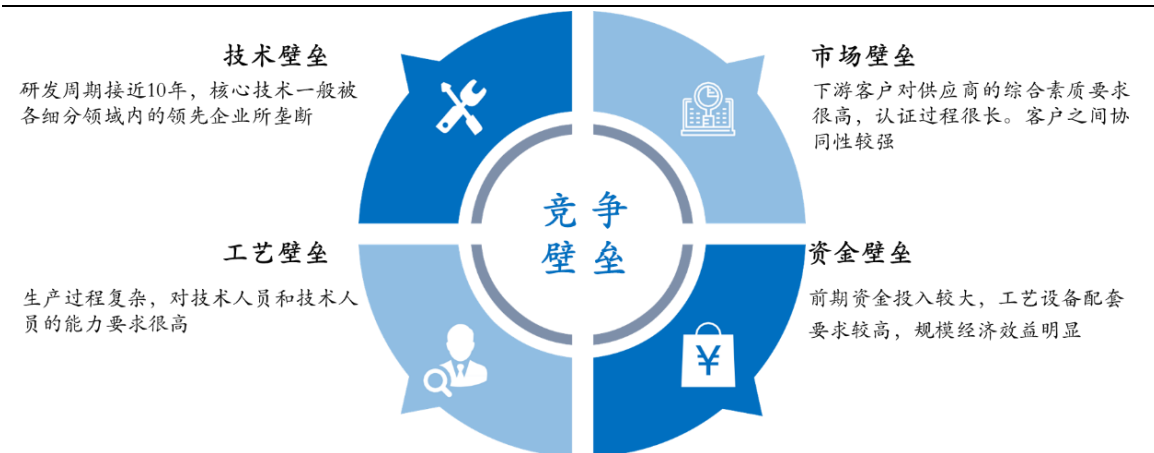 技术壁垒
研发周期接近10年，核心技术一般被
各细分领域内的领先企业所垄断
市场壁垒
下游客户对供应商的综合素质要求
很高，认证过程很长。客户之间协
同性较强
竞争
壁垒
工艺壁垒
生产过程复杂，对技术人员和技术人
员的能力要求很高
资金壁垒
前期资金投入较大，工艺设备配套
要求较高，规模经济效益明显
¥